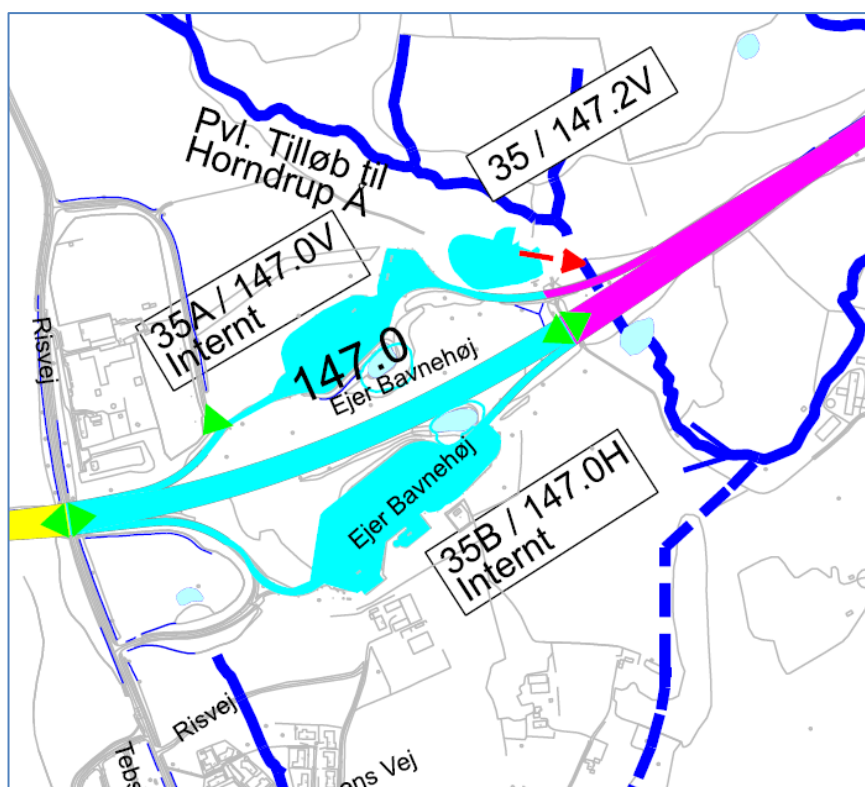 35 / 147.2V
Pvl. Tilløb til
Horndrup Å
35A / 147.0V
Internt
Risvej
147.0
Ejer Bavnehøj
Ejer Bavnehøj
35B / 147.0H
Internt
Risvej
Tebs
ens Vej